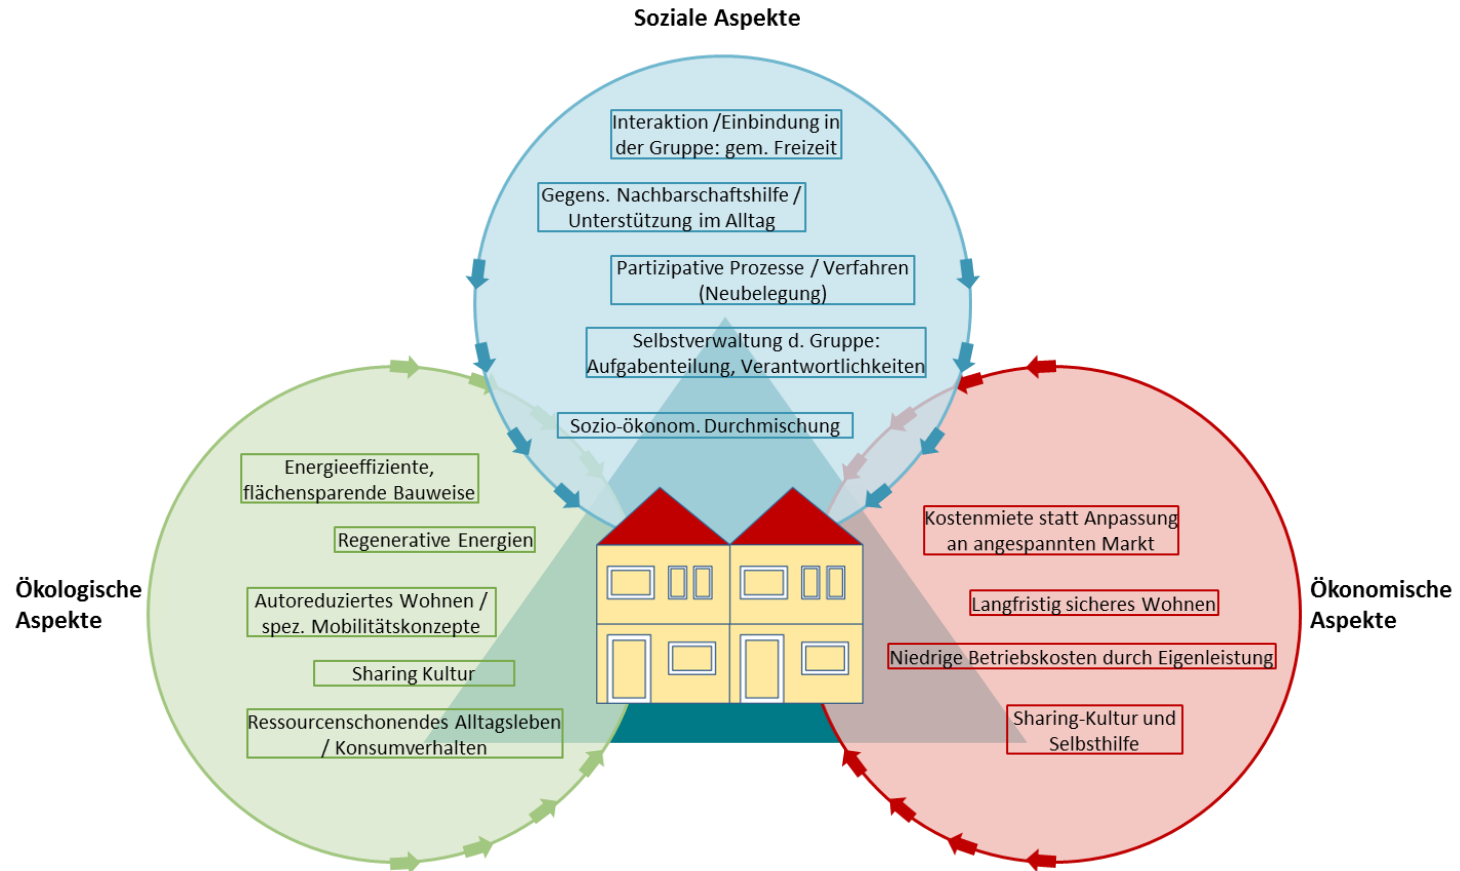 Soziale Aspekte
Interaktion /Einbindung in
der Gruppe: gem. Freizeit
Gegens. Nachbarschaftshilfe /
Unterstützung im Alltag
Partizipative Prozesse / Verfahren
(Neubelegung)
Selbstverwaltung d. Gruppe:
Aufgabenteilung, Verantwortlichkeiten
Sozio-ökonom. Durchmischung
Ökologische
Aspekte
Energieeffiziente,
flächensparende Bauweise
Regenerative Energien
Autoreduziertes Wohnen /
spez. Mobilitätskonzepte
Sharing Kultur
Ressourcenschonendes Alltagsleben
/ Konsumverhalten
Ökonomische
Aspekte
Kostenmiete statt Anpassung
an angespannten Markt
Langfristig sicheres Wohnen
Niedrige Betriebskosten durch Eigenleistung
Sharing-Kultur und
Selbsthilfe